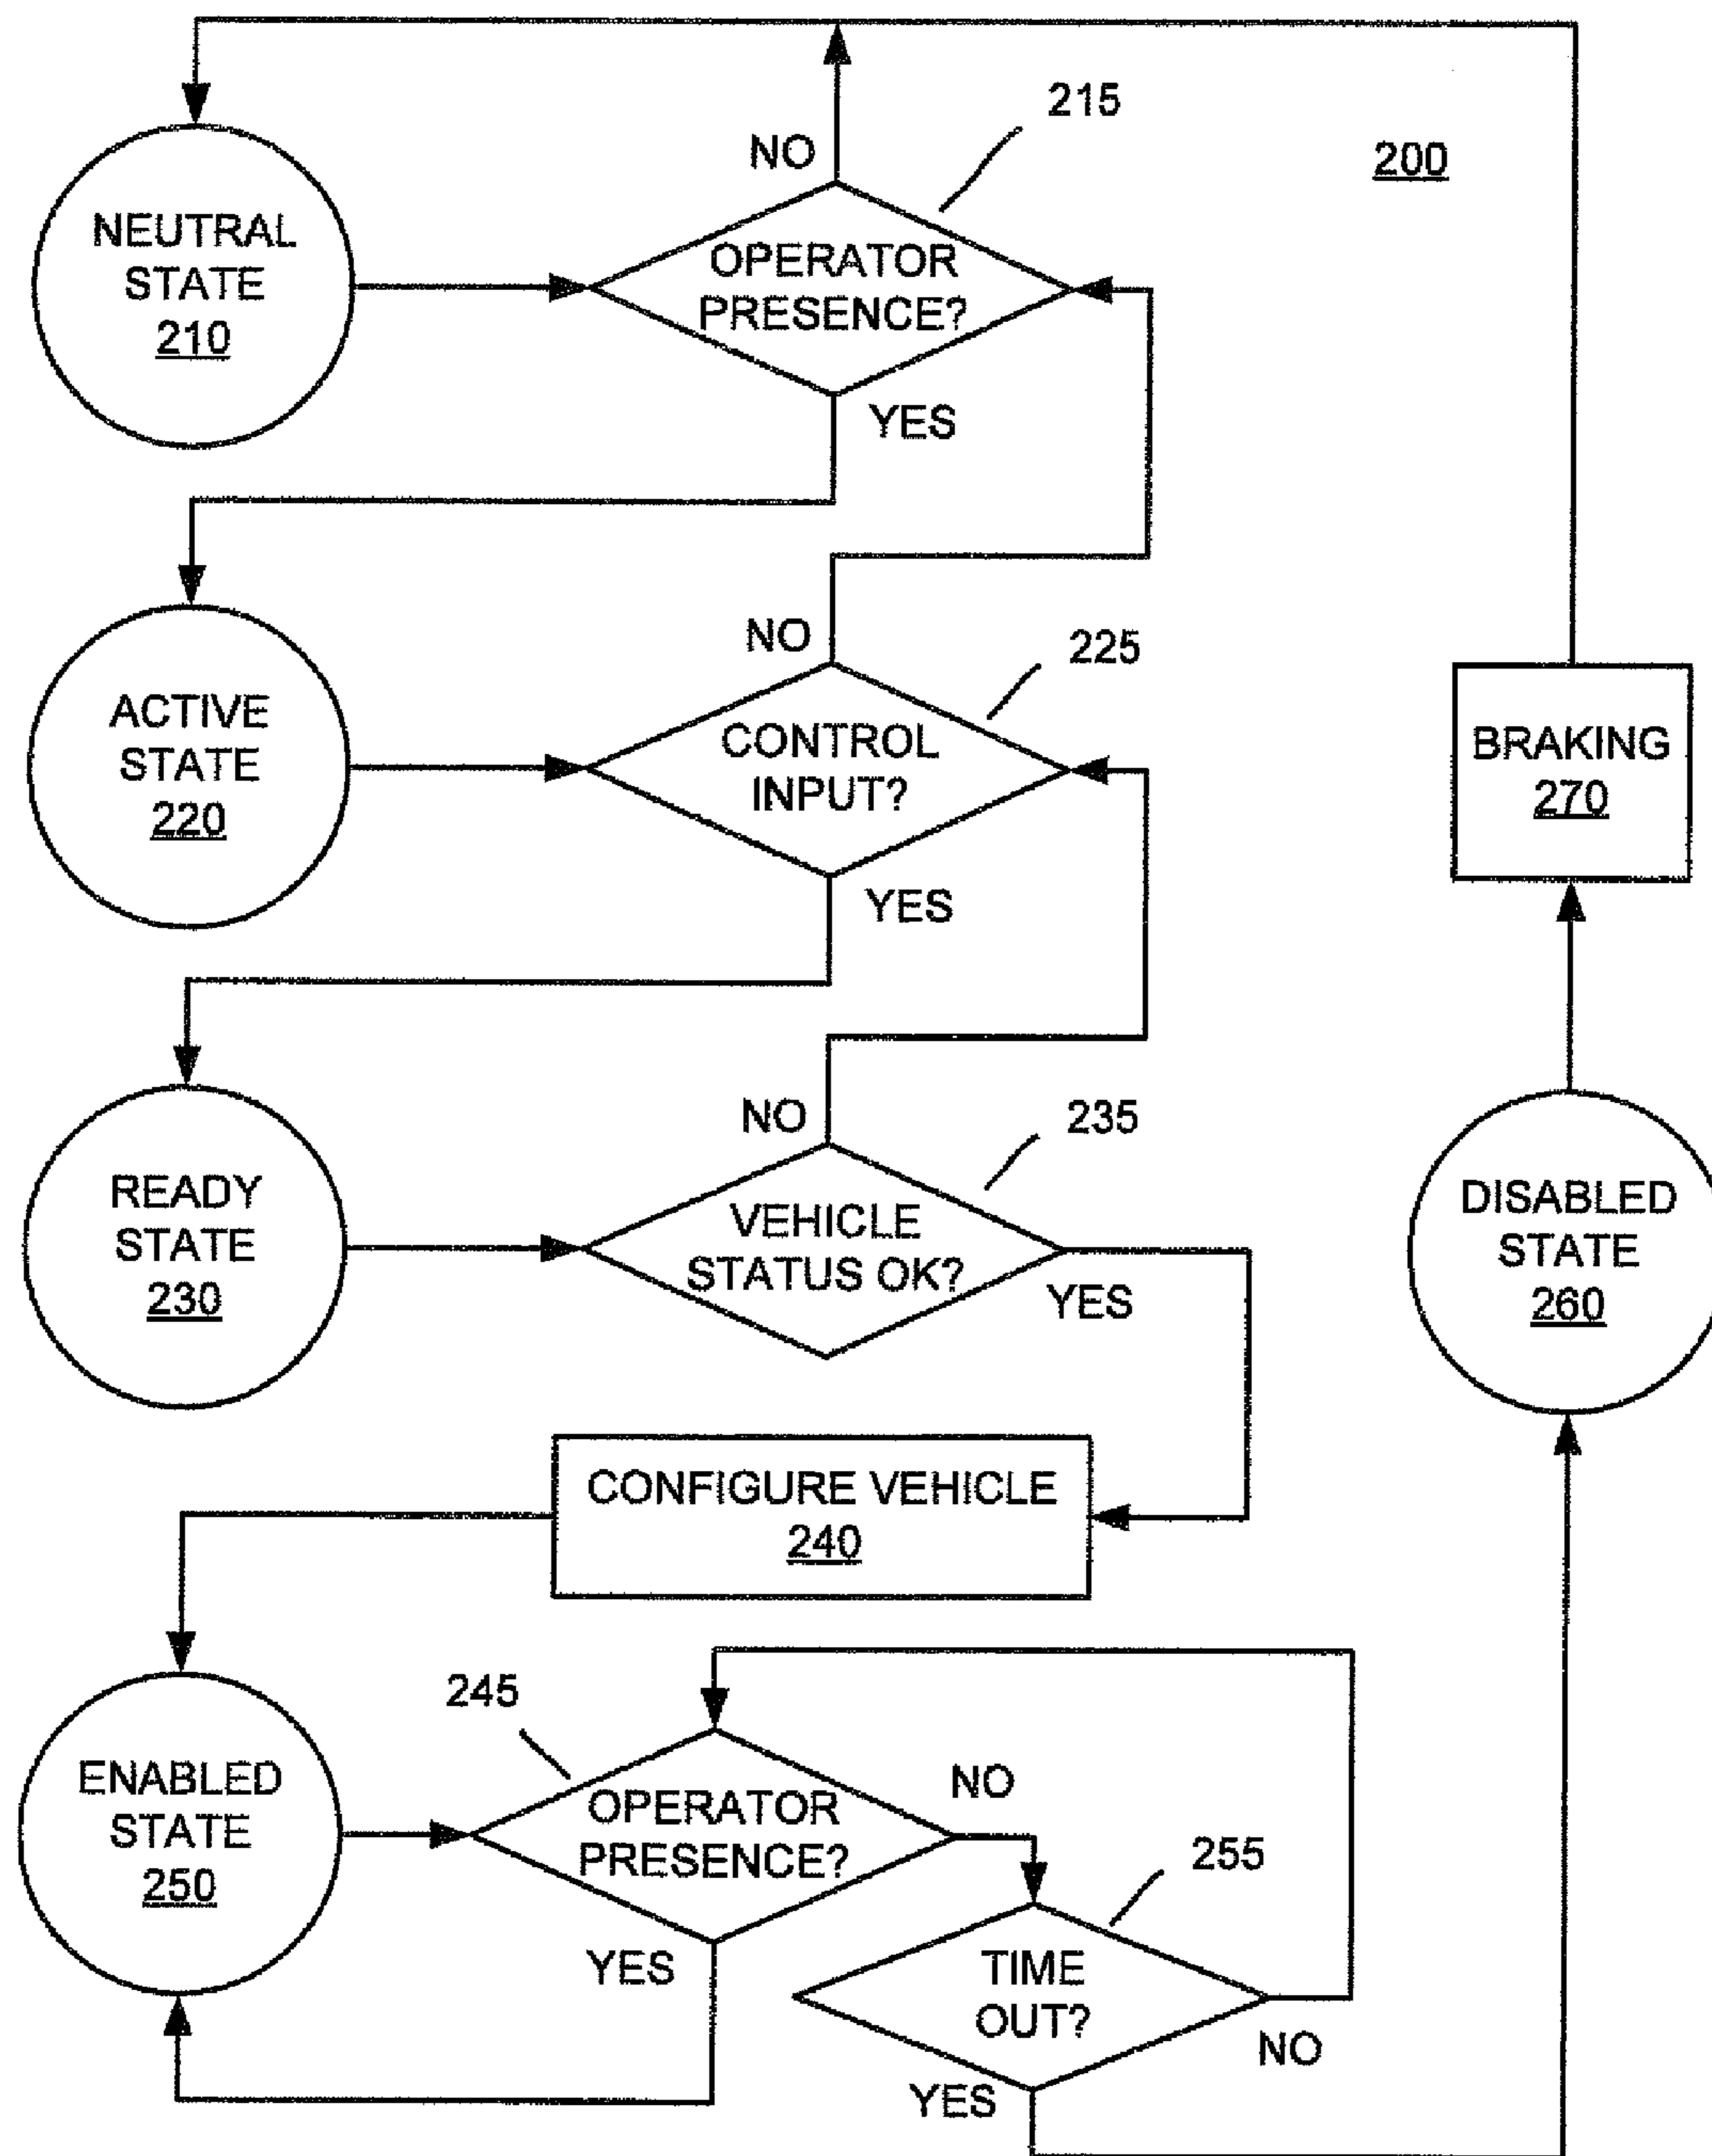 215
NO
200
NEUTRAL
STATE
210
OPERATOR
PRESENCE?
YES
NO
225
ACTIVE
STATE
220
CONTROL
INPUT?
BRAKING
270
YES
NO
235
READY
STATE
230
VEHICLE
STATUS OK?
YES
DISABLED
STATE
260
CONFIGURE VEHICLE
240
245
ENABLED
STATE
250
OPERATOR
PRESENCE?
NO
255
YES
TIME
OUT?
NO
YES